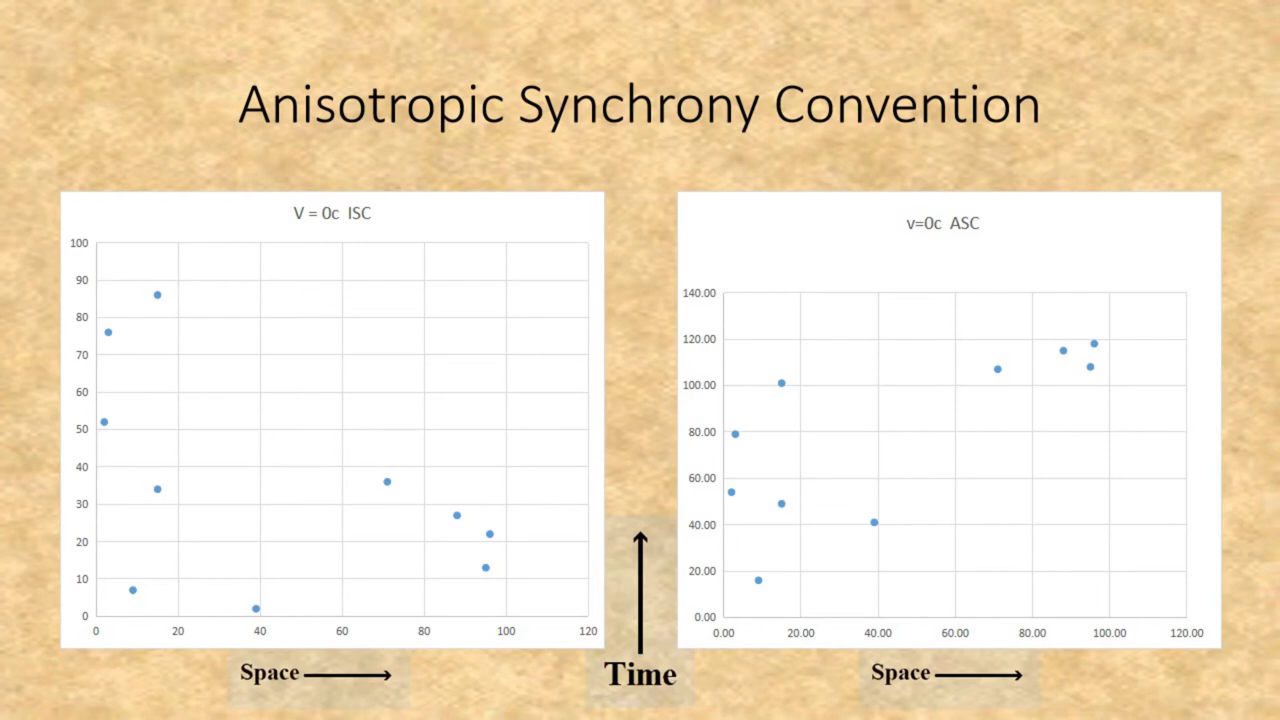 Anisotropic Synchrony Convention
V = 0c ISC
100
90
80
70
60
50
40
30
20
10
0
0 20 40 60 80 100 120
Space
Time
v=0c ASC
140.00
120.00
100.00
80.00
60.00
40.00
20.00
0.00
0.00 20.00 40.00 60.00 80.00 100.00 120.00
Space